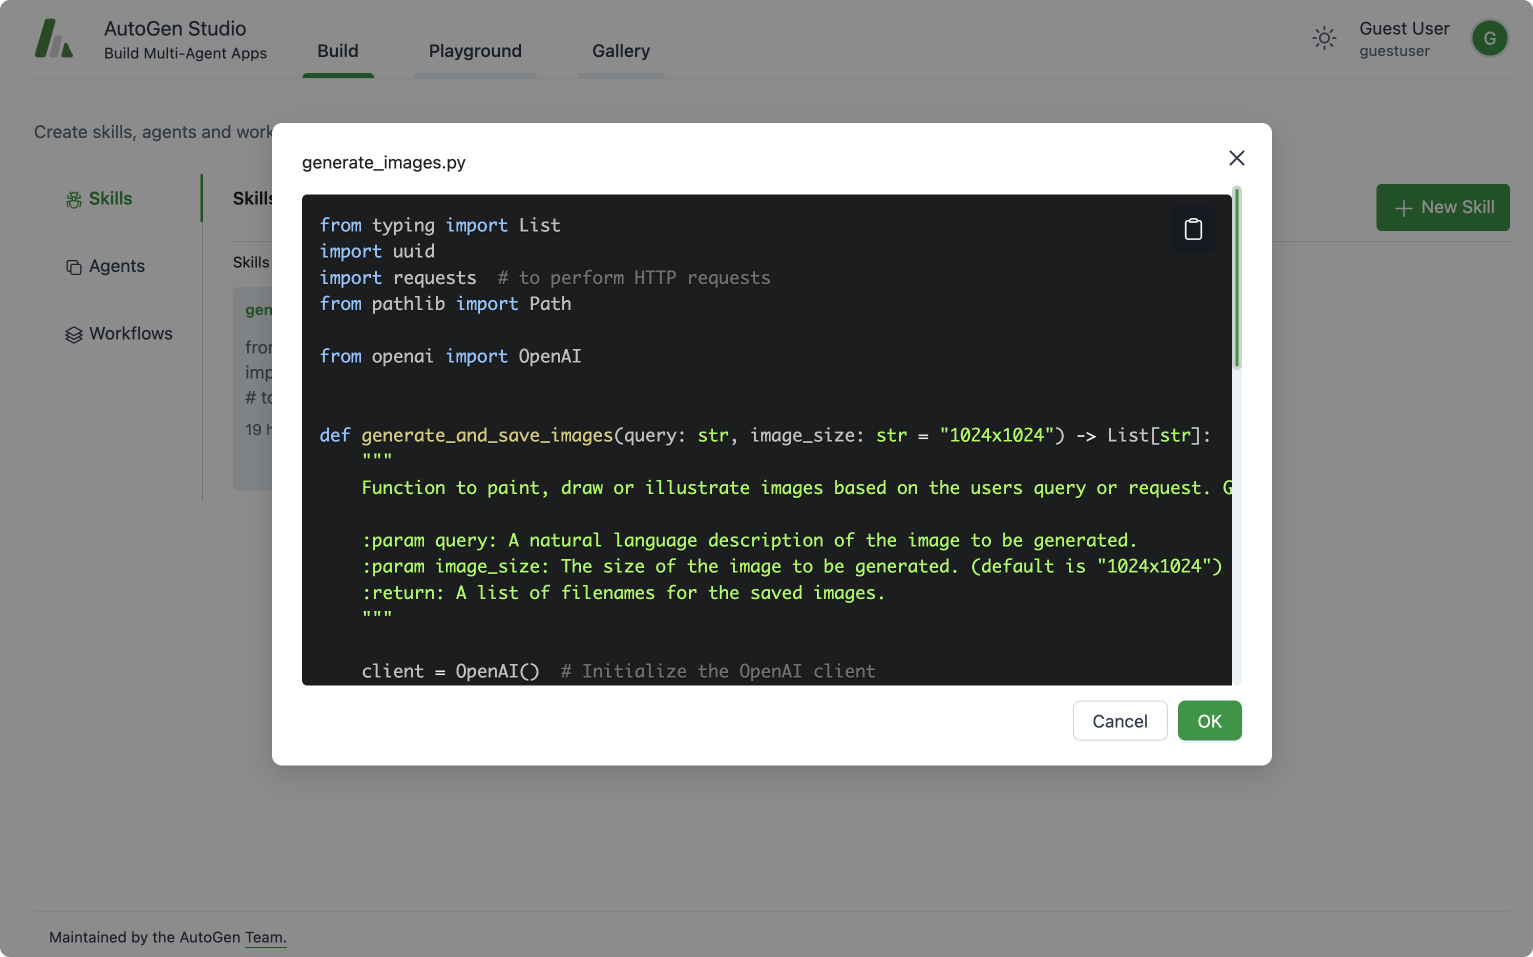 AutoGen Studio
Build Multi-Agent Apps
Build
Playground
Gallery
Guest User
guestuser
G
Create skills, agents and work
Skills
Agents
Workflows
Skills
Skills
gen
from
imp
# to
19 h
+ New Skill
generate_images.py
from typing import List
import uuid
import requests  # to perform HTTP requests
from pathlib import Path
from openai import OpenAI
def generate_and_save_images(query: str, image_size: str = "1024x1024") -> List[str]:
"""
Function to paint, draw or illustrate images based on the users query or request. G
:param query: A natural language description of the image to be generated.
:param image_size: The size of the image to be generated. (default is "1024x1024")
:return: A list of filenames for the saved images.
"""
client = OpenAI()  # Initialize the OpenAI client
Cancel
OK
Maintained by the AutoGen Team.